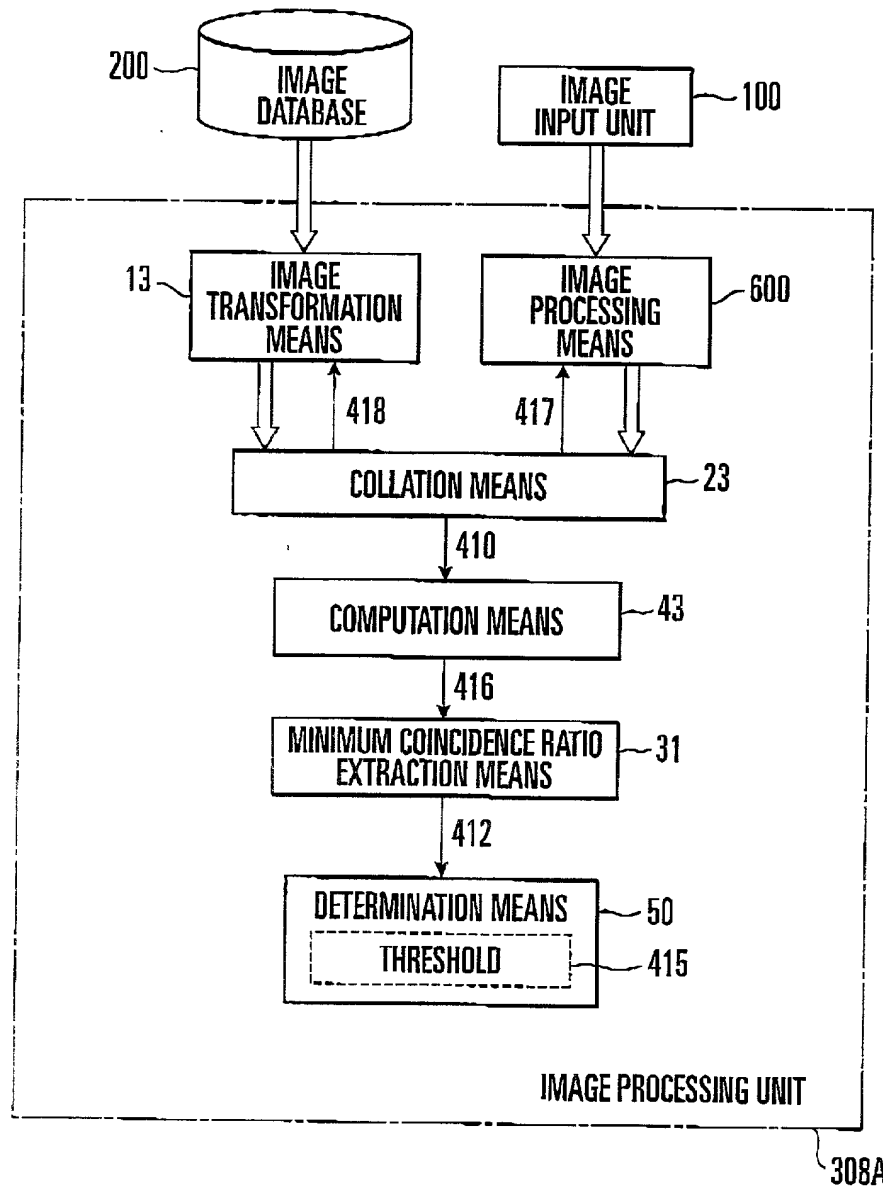 200
IMAGE
DATABASE
IMAGE
INPUT UNIT
100
13
IMAGE
TRANSFORMATION
MEANS
IMAGE
PROCESSING
MEANS
600
418
417
COLLATION MEANS
23
410
COMPUTATION MEANS
43
416
MINIMUM COINCIDENCE RATIO
EXTRACTION MEANS
31
412
DETERMINATION MEANS
50
THRESHOLD
415
IMAGE PROCESSING UNIT
308A